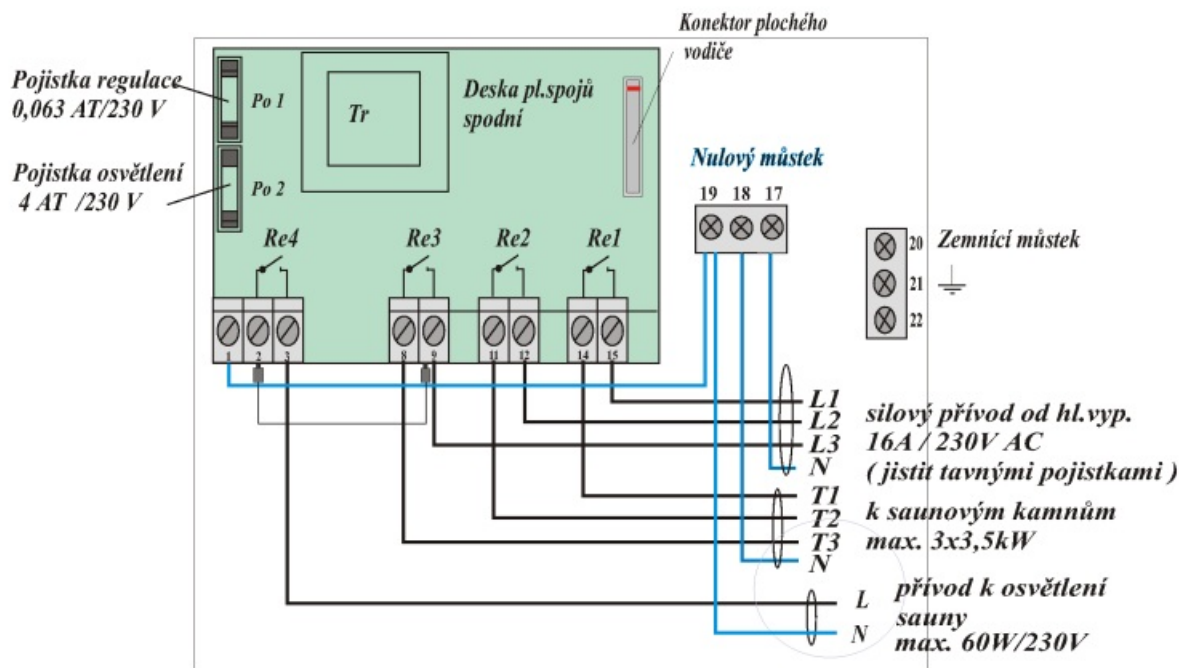 Konektor plochého
vodiče
Pojistka regulace
0,063 AT/230 V
Po 1
Tr
Deska pl.spojů
spodní
Pojistka osvětlení
4 AT /230 V
Po 2
Nulový můstek
19 18 17
20
Zemnící můstek
21
22
Re4 Re3 Re2 Re1
1 2 3 8 9 11 12 14 15
L1
L2
L3
N
silový přívod od hl.vyp.
16A / 230V AC
( jistit tavnými pojistkami )
T1
T2
T3
N
k saunovým kamnům
max. 3x3,5kW
L
N
přívod k osvětlení
sauny
max. 60W/230V